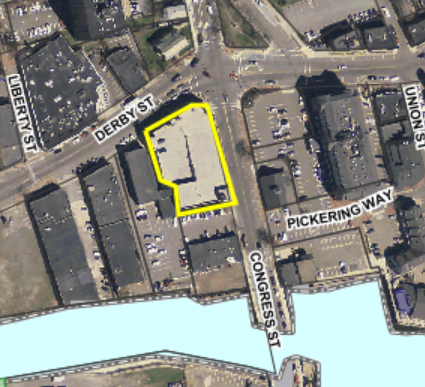 LIBERTY ST
DERBY ST
UNION ST
PICKERING WAY
CONGRESS ST